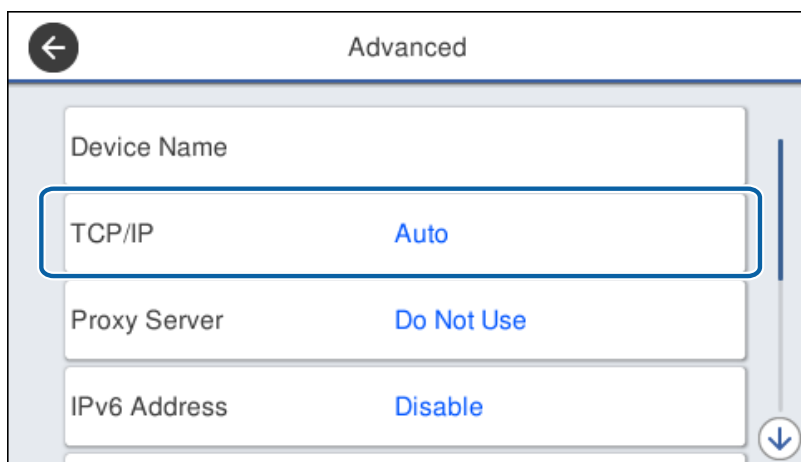 Advanced
Device Name
TCP/IP Auto
Proxy Server Do Not Use
IPv6 Address Disable